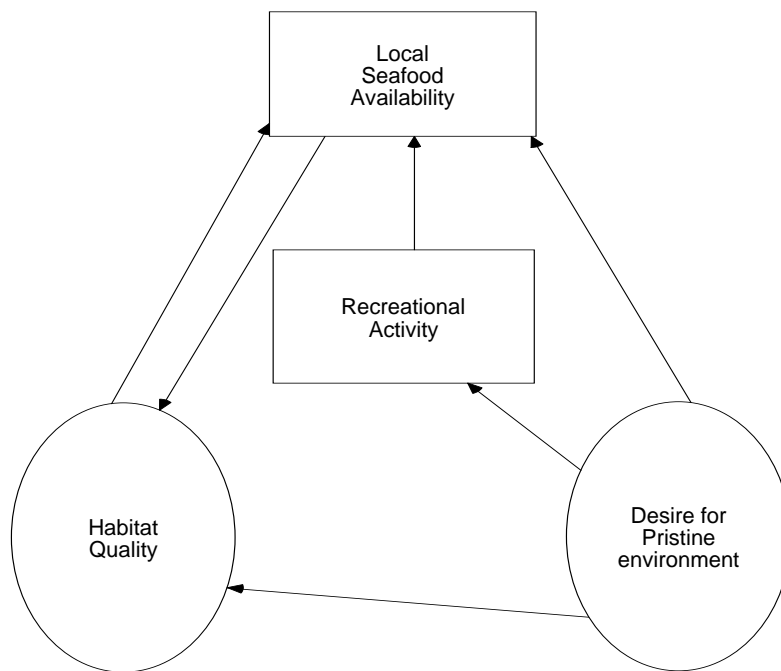 Local
Seafood
Availability
Recreational
Activity
Habitat
Quality
Desire for
Pristine
environment